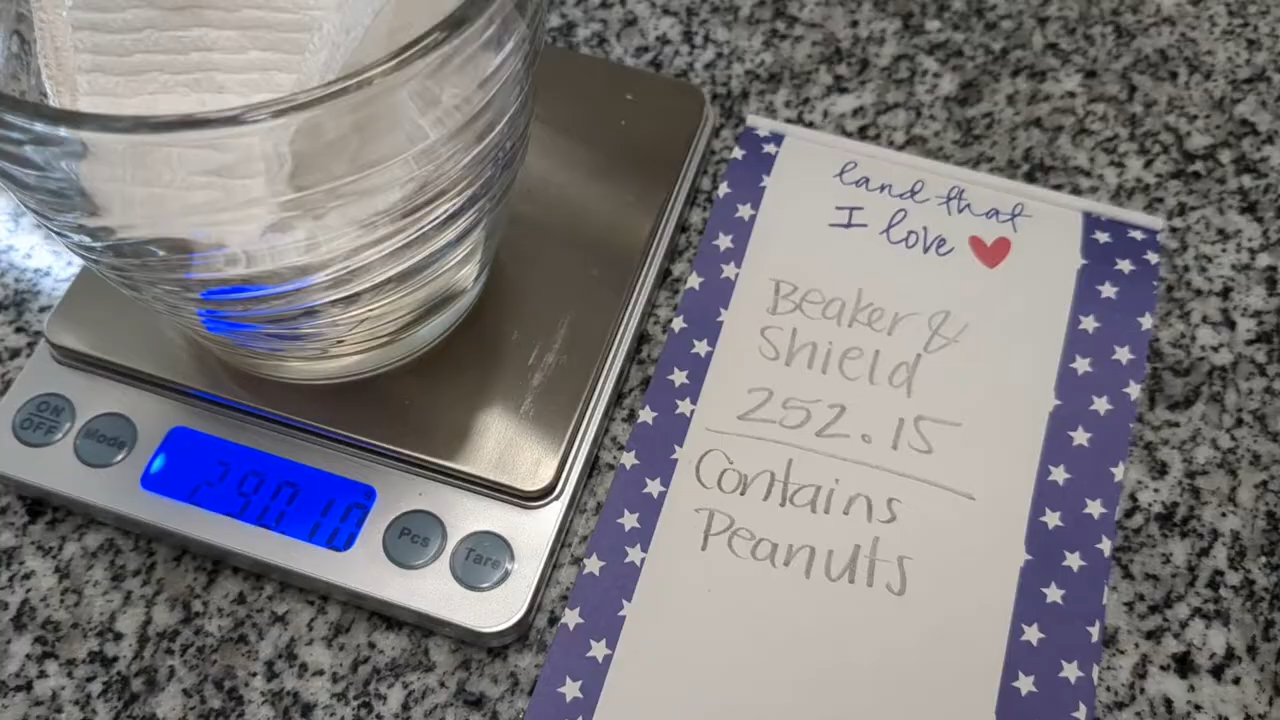 ON
OFF
Mode
290.10
Pcs
Tare
land that
I love
Beaker &
Shield
252.15
Contains
Peanuts